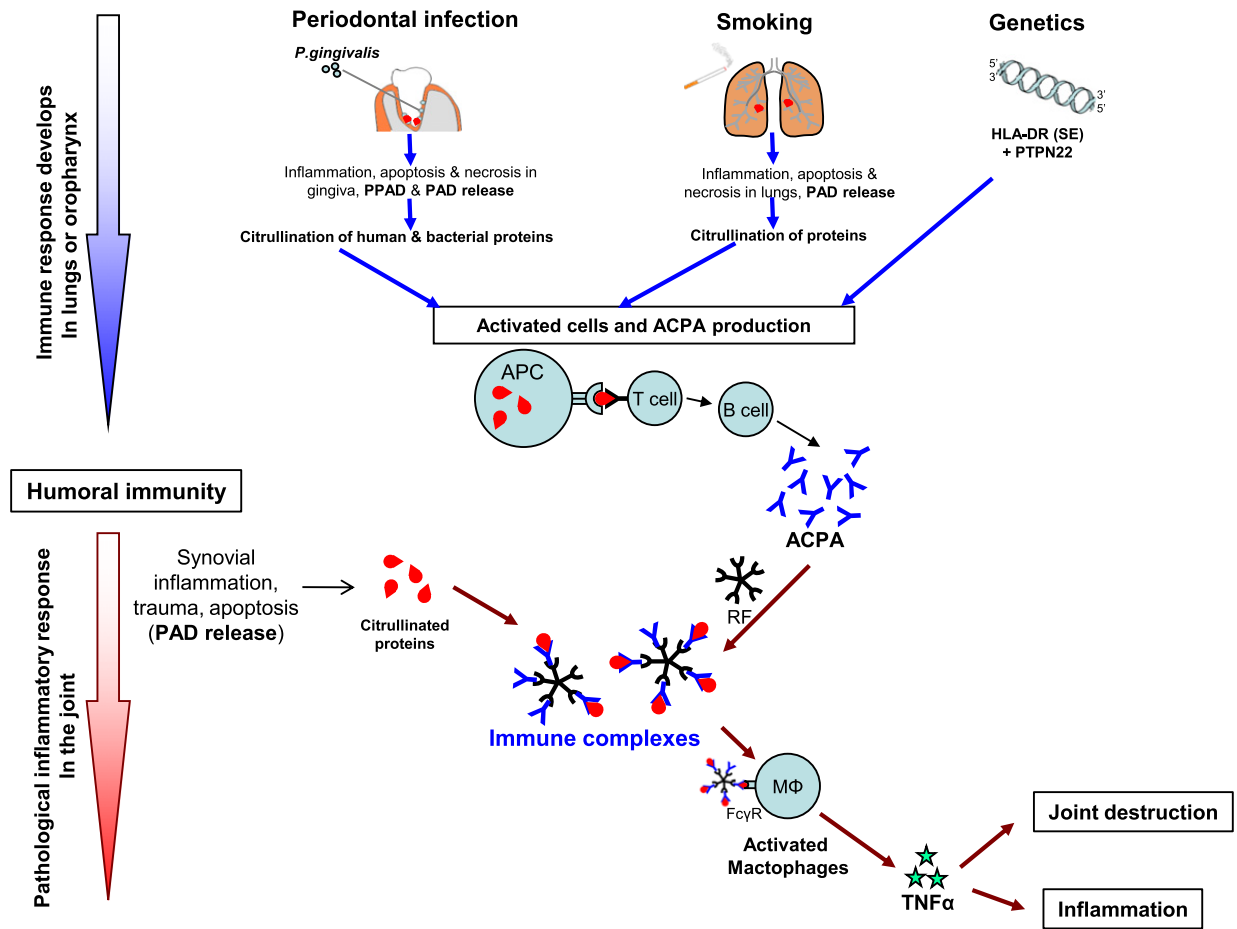 Periodontal infection
P.gingivalis
Inflammation, apoptosis & necrosis in
gingiva, PPAD & PAD release
Citrullination of human & bacterial proteins
Smoking
Inflammation, apoptosis &
necrosis in lungs, PAD release
Citrullination of proteins
Genetics
5'
3'
3'
5'
HLA-DR (SE)
+ PTPN22
Immune response develops
In lungs or oropharynx
Activated cells and ACPA production
APC
T cell
B cell
ACPA
Humoral immunity
Pathological inflammatory response
In the joint
Synovial
inflammation,
trauma, apoptosis
(PAD release)
Citrullinated
proteins
RF
Immune complexes
MΦ
FcγR
Activated
Mactophages
TNFα
Joint destruction
Inflammation